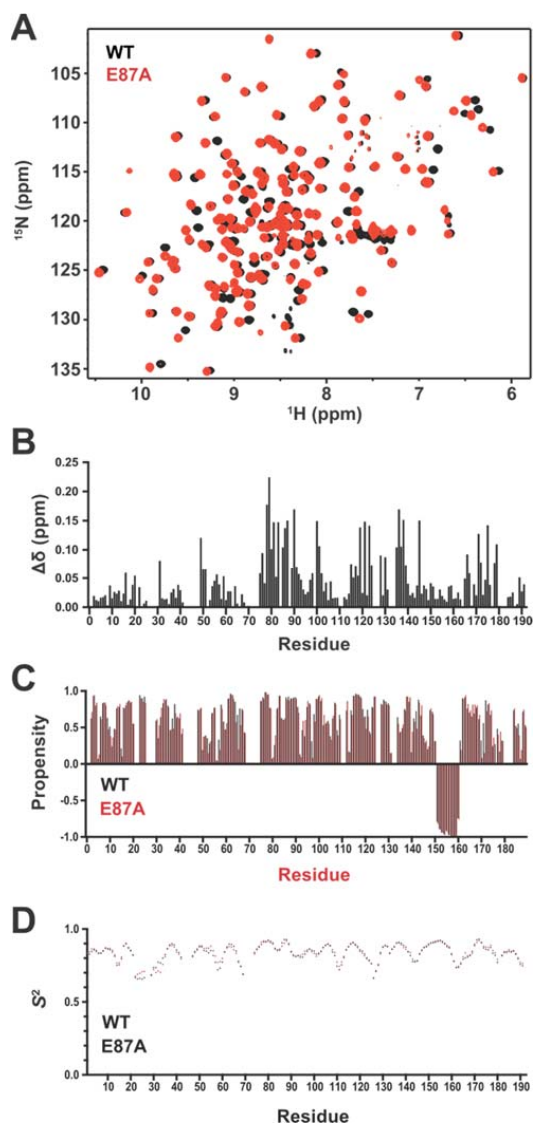 A
WT
E87A
105
110
115
120
125
130
135
¹⁵N (ppm)
10 9 8 7 6
¹H (ppm)
B
0.25
0.20
0.15
0.10
0.05
0.00
Δδ (ppm)
0 10 20 30 40 50 60 70 80 90 100 110 120 130 140 150 160 170 180 190
Residue
C
1.0
0.5
0.0
-0.5
-1.0
Propensity
WT
E87A
0 10 20 30 40 50 60 70 80 90 100 110 120 130 140 150 160 170 180
Residue
D
1.0
0.5
0.0
S²
WT
E87A
10 20 30 40 50 60 70 80 90 100 110 120 130 140 150 160 170 180 190
Residue